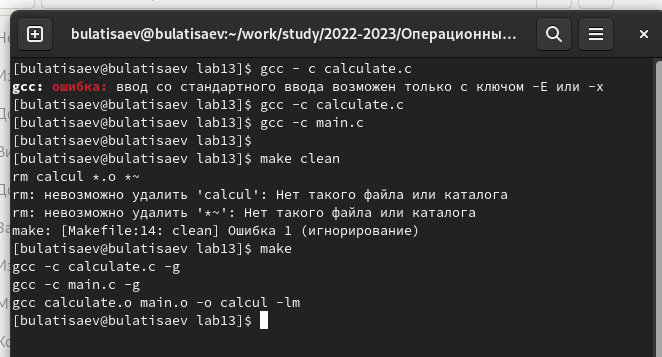 bulatisaev@bulatisaev:~/work/study/2022-2023/Операционны...
[bulatisaev@bulatisaev lab13]$ gcc - c calculate.c
gcc: ошибка: ввод со стандартного ввода возможен только с ключом -E или -x
[bulatisaev@bulatisaev lab13]$ gcc -c calculate.c
[bulatisaev@bulatisaev lab13]$ gcc -c main.c
[bulatisaev@bulatisaev lab13]$
[bulatisaev@bulatisaev lab13]$ make clean
rm calcul *.o *~
rm: невозможно удалить 'calcul': Нет такого файла или каталога
rm: невозможно удалить '*~': Нет такого файла или каталога
make: [Makefile:14: clean] Ошибка 1 (игнорирование)
[bulatisaev@bulatisaev lab13]$ make
gcc -c calculate.c -g
gcc -c main.c -g
gcc calculate.o main.o -o calcul -lm
[bulatisaev@bulatisaev lab13]$